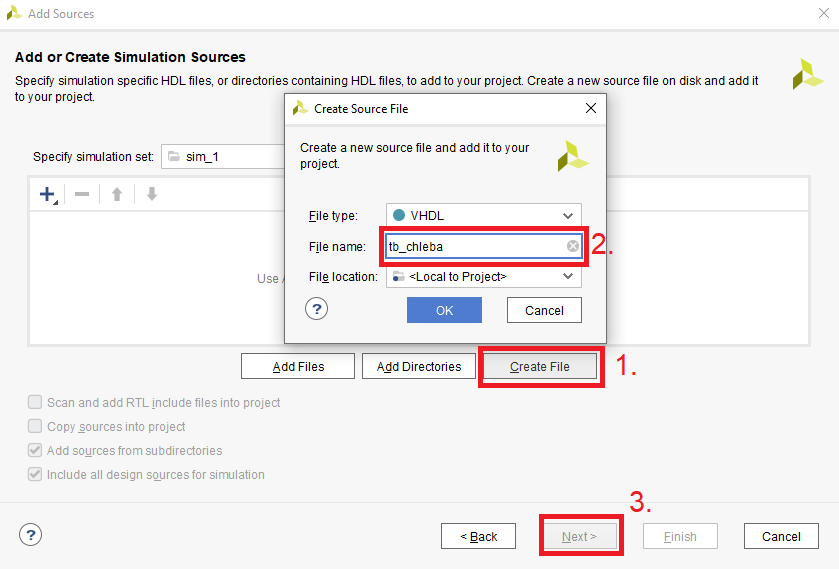 Add Sources
Add or Create Simulation Sources
Specify simulation specific HDL files, or directories containing HDL files, to add to your project. Create a new source file on disk and add it
to your project.
Create Source File
Create a new source file and add it to your
project.
Specify simulation set:
sim_1
File type:
VHDL
File name:
tb_chleba
2.
File location:
<Local to Project>
Use
?
OK
Cancel
Add Files
Add Directories
Create File
1.
Scan and add RTL include files into project
Copy sources into project
Add sources from subdirectories
Include all design sources for simulation
3.
?
< Back
Next >
Finish
Cancel